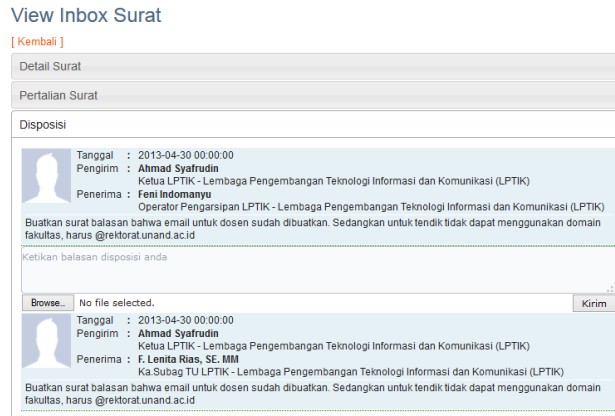 View Inbox Surat
[ Kembali ]
Detail Surat
Pertalian Surat
Disposisi
Tanggal : 2013-04-30 00:00:00
Pengirim : Ahmad Syafrudin
Ketua LPTIK - Lembaga Pengembangan Teknologi Informasi dan Komunikasi (LPTIK)
Penerima : Feni Indomanyu
Operator Pengarsipan LPTIK - Lembaga Pengembangan Teknologi Informasi dan Komunikasi (LPTIK)
Buatkan surat balasan bahwa email untuk dosen sudah dibuatkan. Sedangkan untuk tendik tidak dapat menggunakan domain
fakultas, harus @rektorat.unand.ac.id
Ketikan balasan disposisi anda
Browse... No file selected. Kirim
Tanggal : 2013-04-30 00:00:00
Pengirim : Ahmad Syafrudin
Ketua LPTIK - Lembaga Pengembangan Teknologi Informasi dan Komunikasi (LPTIK)
Penerima : F. Lenita Rias, SE. MM
Ka.Subag TU LPTIK - Lembaga Pengembangan Teknologi Informasi dan Komunikasi (LPTIK)
Buatkan surat balasan bahwa email untuk dosen sudah dibuatkan. Sedangkan untuk tendik tidak dapat menggunakan domain
fakultas, harus @rektorat.unand.ac.id